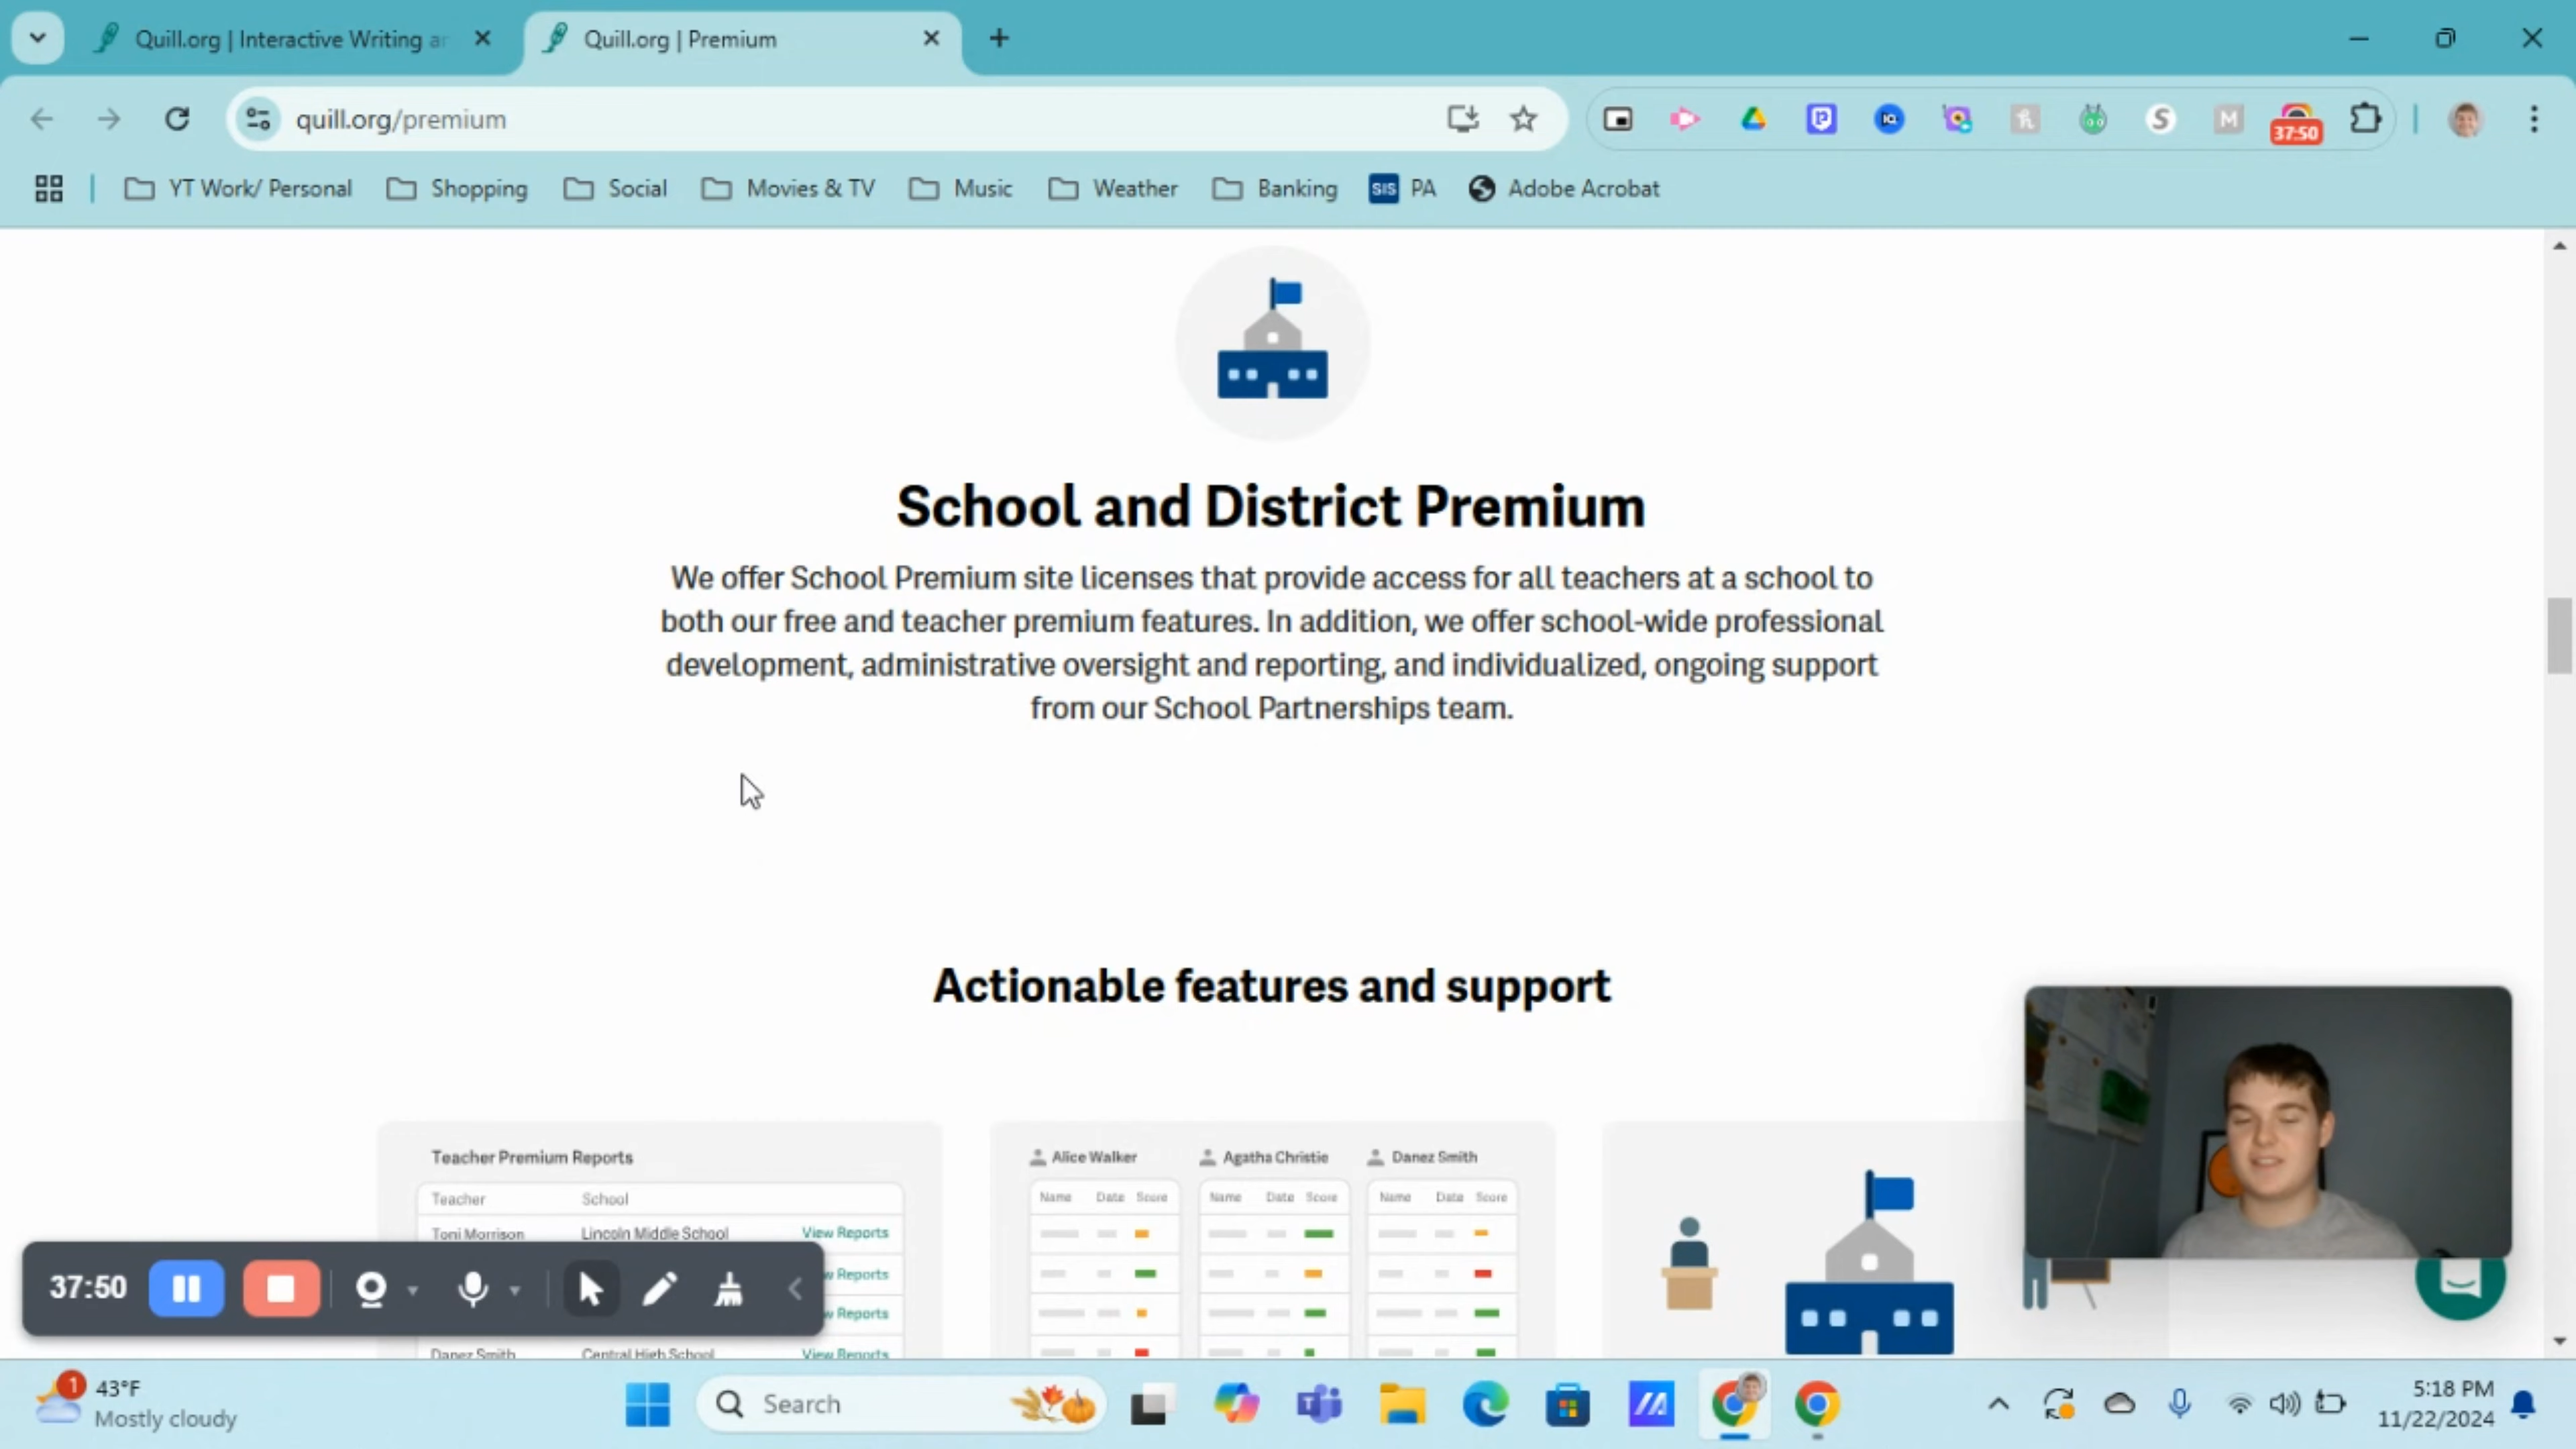 Quill.org | Interactive Writing ar
Quill.org | Premium
quill.org/premium
37:50
YT Work/ Personal
Shopping
Social
Movies & TV
Music
Weather
Banking
SIS PA
Adobe Acrobat
School and District Premium
We offer School Premium site licenses that provide access for all teachers at a school to
both our free and teacher premium features. In addition, we offer school-wide professional
development, administrative oversight and reporting, and individualized, ongoing support
from our School Partnerships team.
Actionable features and support
Teacher Premium Reports
Teacher School
Toni Morrison Lincoln Middle School View Reports
w Reports
w Reports
Danez Smith Central High School View Reports
Alice Walker Agatha Christie Danez Smith
Name Date Score Name Date Score Name Date Score
37:50
1
43°F
Mostly cloudy
Search
5:18 PM
11/22/2024